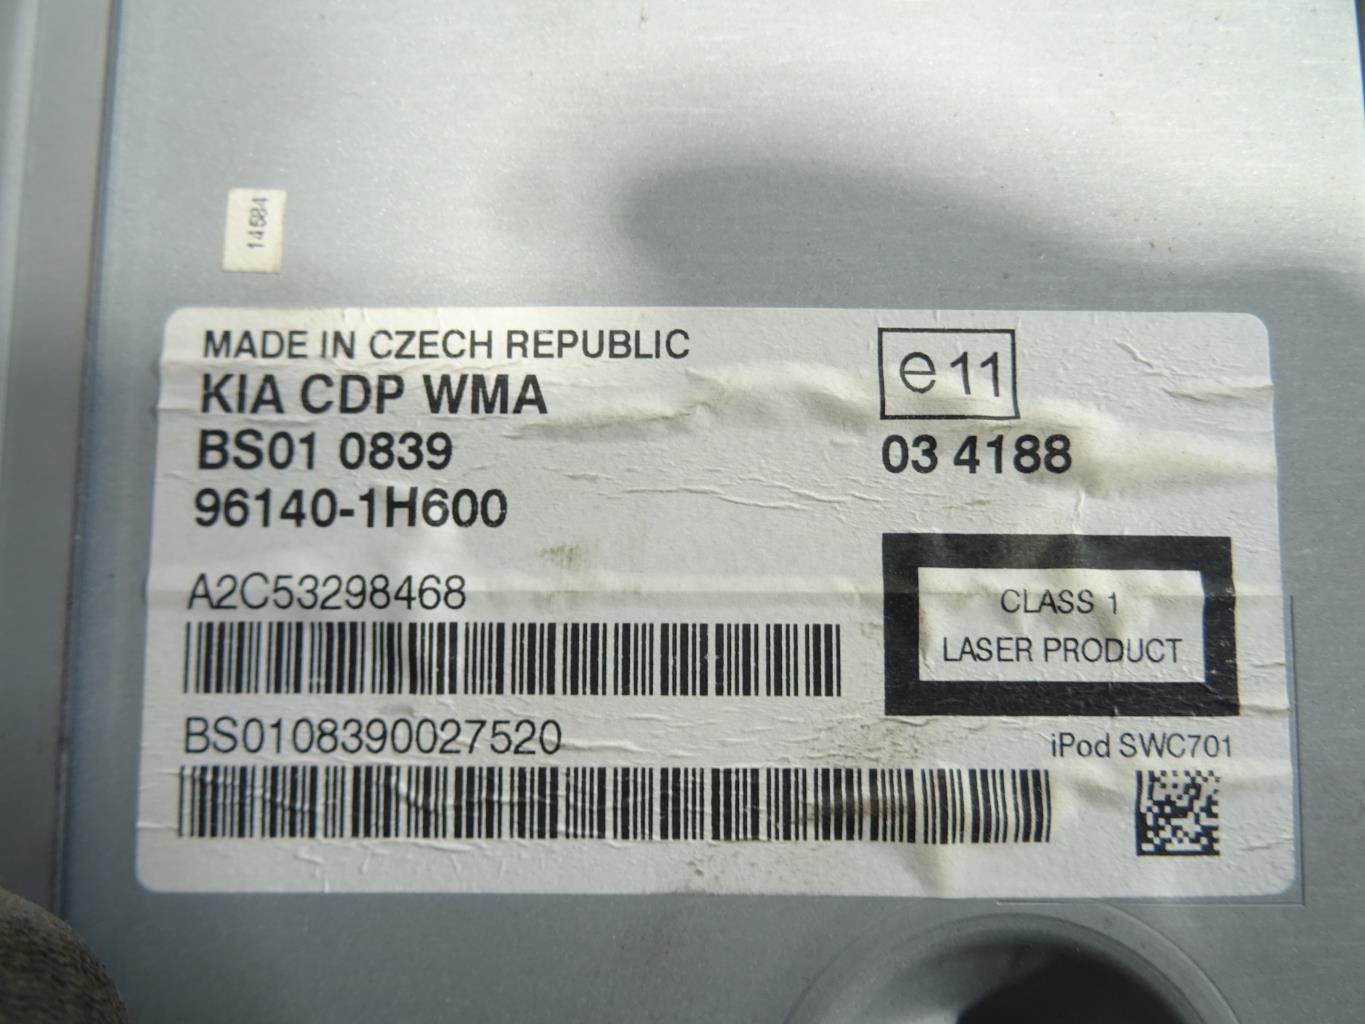 14684
MADE IN CZECH REPUBLIC
KIA CDP WMA
BS01 0839
96140-1H600
e11
03 4188
A2C53298468
CLASS 1
LASER PRODUCT
BS0108390027520
iPod SWC701